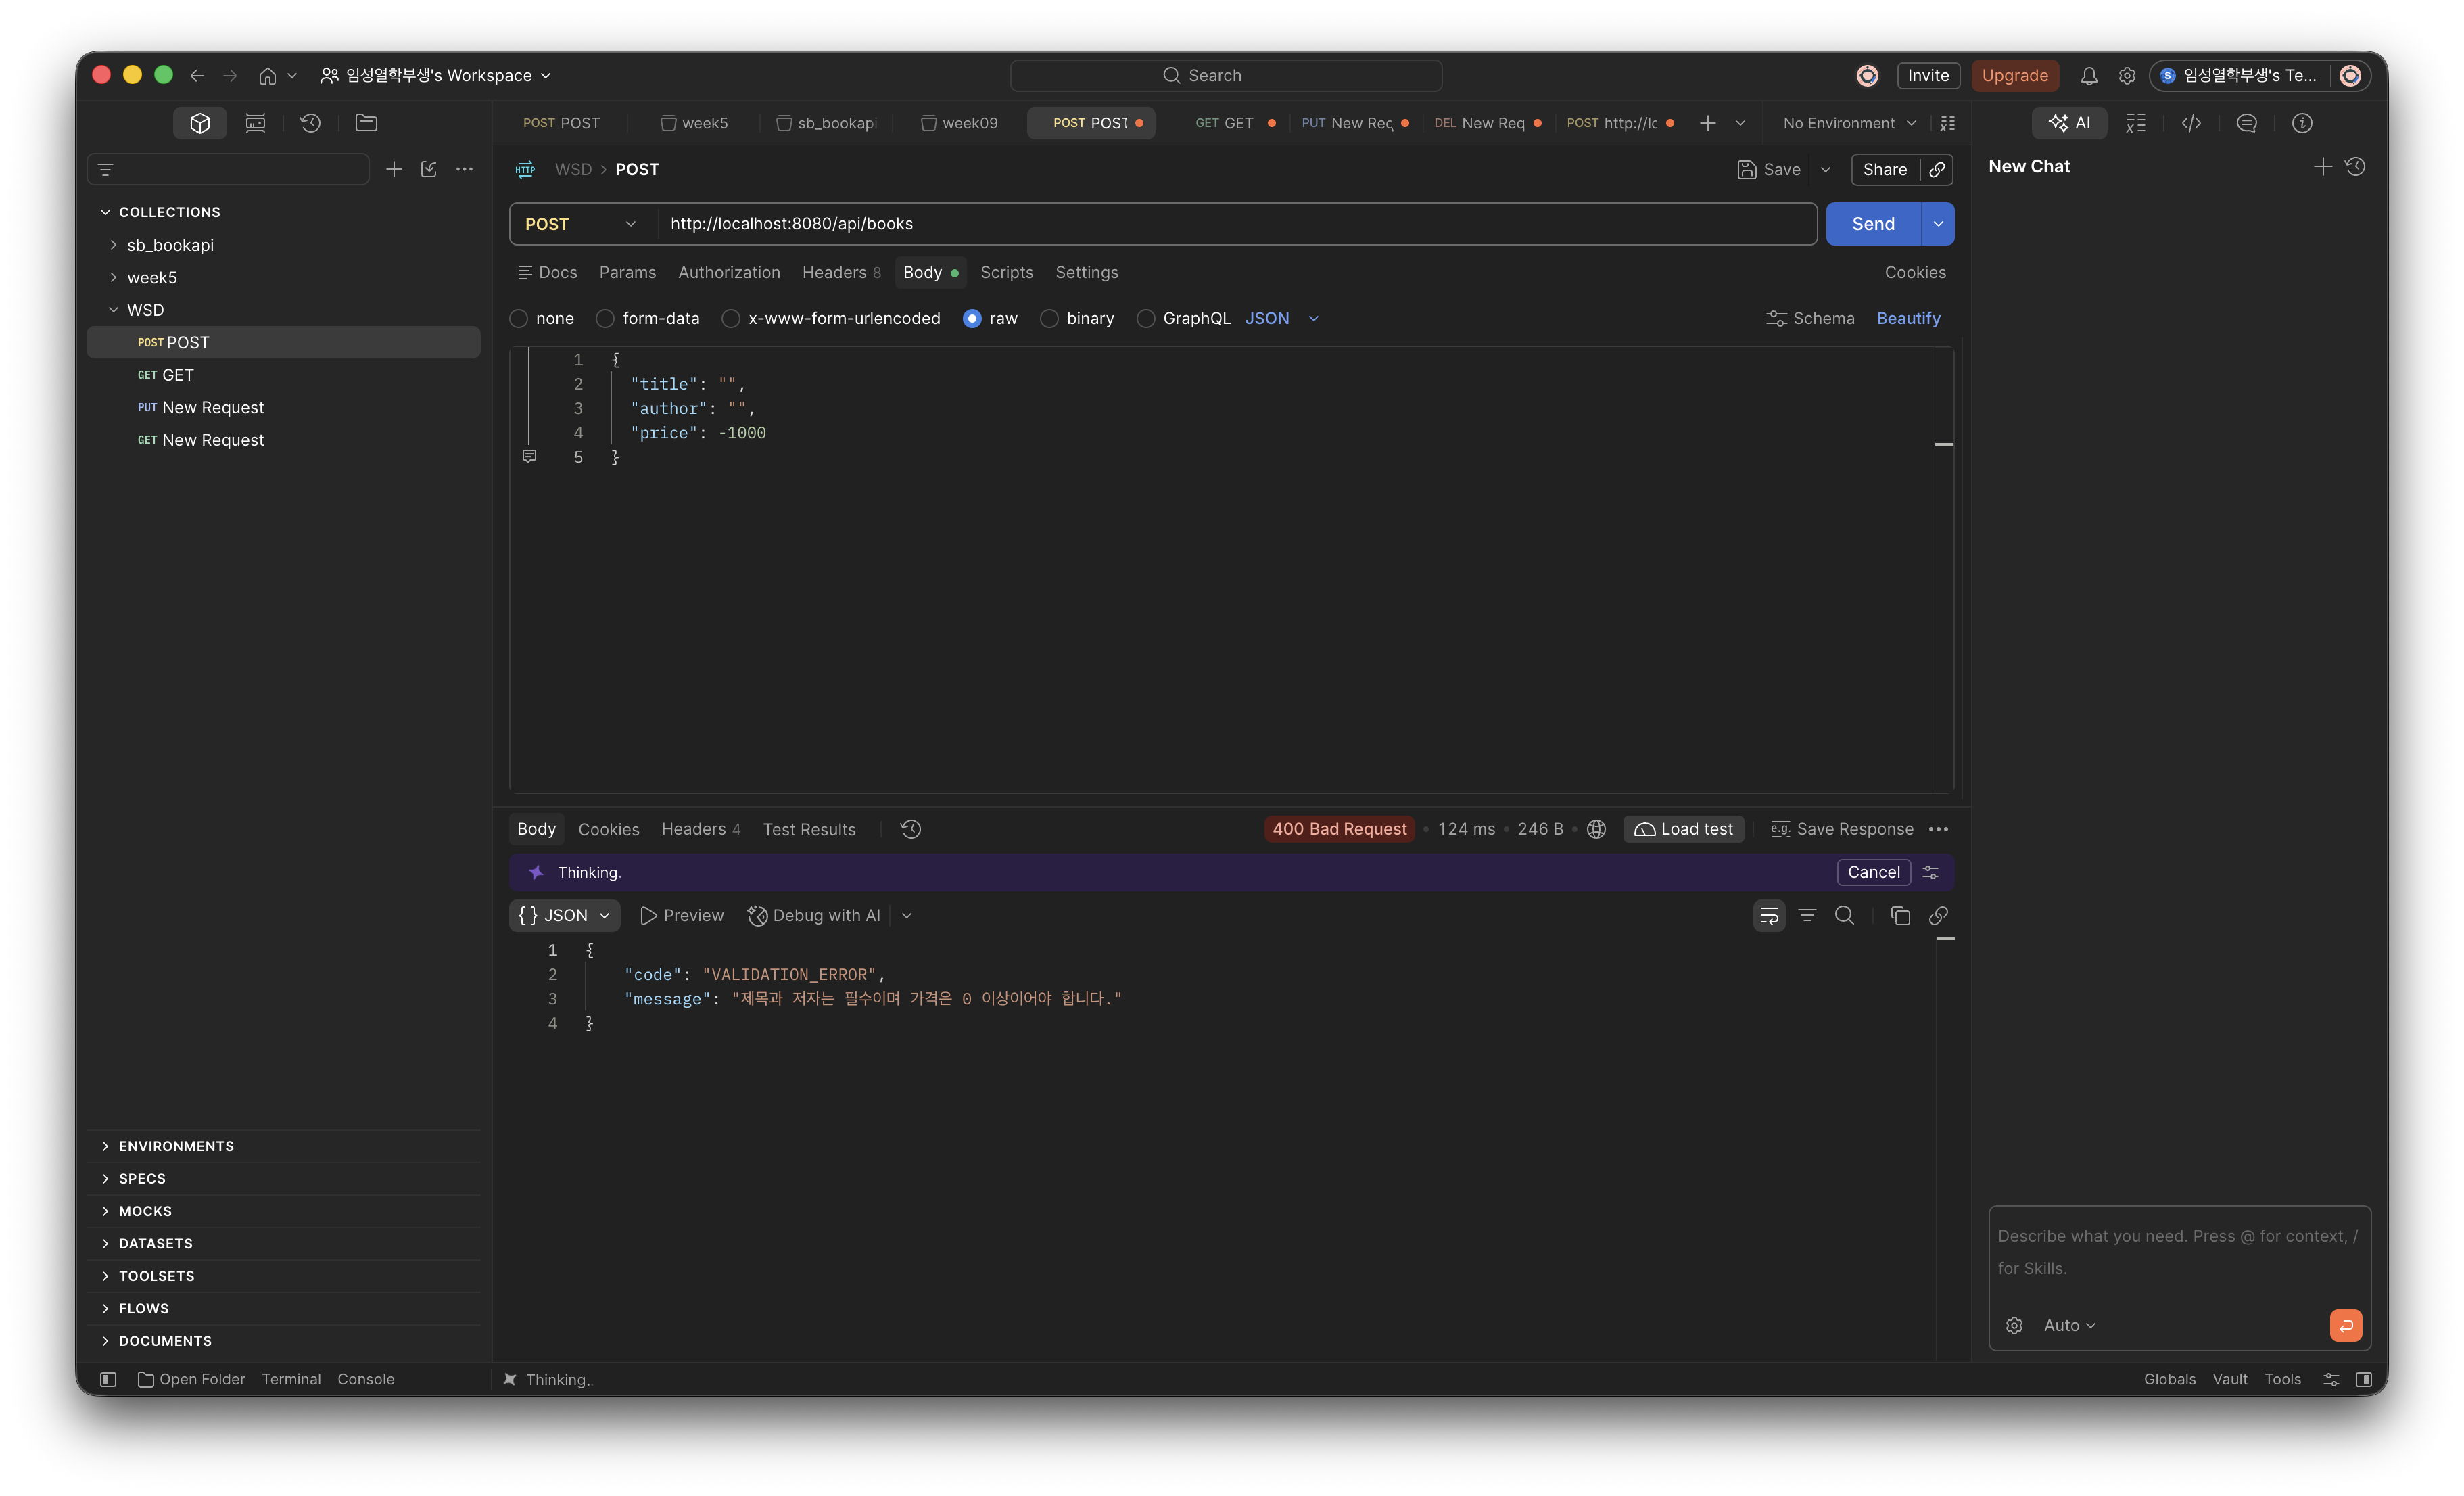 임성열학부생's Workspace
Search
Invite
Upgrade
임성열학부생's Te...
POST POST
week5
sb_bookapi
week09
POST POST
GET GET
PUT New Req
DEL New Req
POST http://lc
No Environment
AI
COLLECTIONS
sb_bookapi
week5
WSD
POST POST
GET GET
PUT New Request
GET New Request
ENVIRONMENTS
SPECS
MOCKS
DATASETS
TOOLSETS
FLOWS
DOCUMENTS
HTTP WSD > POST
Save
Share
POST http://localhost:8080/api/books
Send
Docs Params Authorization Headers 8 Body Scripts Settings
Cookies
none form-data x-www-form-urlencoded raw binary GraphQL JSON
Schema Beautify
1 {
2 "title": "",
3 "author": "",
4 "price": -1000
5 }
Body Cookies Headers 4 Test Results
400 Bad Request • 124 ms • 246 B
Load test
e.g. Save Response
Thinking.
Cancel
{} JSON Preview Debug with AI
1 {
2 "code": "VALIDATION_ERROR",
3 "message": "제목과 저자는 필수이며 가격은 0 이상이어야 합니다."
4 }
New Chat
Describe what you need. Press @ for context, /
for Skills.
Auto
Open Folder Terminal Console
Thinking..
Globals Vault Tools